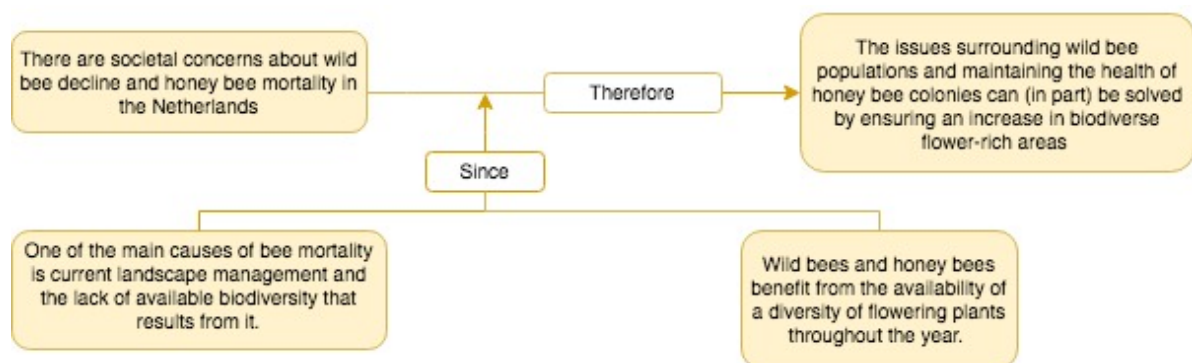 There are societal concerns about wild
bee decline and honey bee mortality in
the Netherlands
Therefore
The issues surrounding wild bee
populations and maintaining the health of
honey bee colonies can (in part) be solved
by ensuring an increase in biodiverse
flower-rich areas
Since
One of the main causes of bee mortality
is current landscape management and
the lack of available biodiversity that
results from it.
Wild bees and honey bees
benefit from the availability of
a diversity of flowering plants
throughout the year.